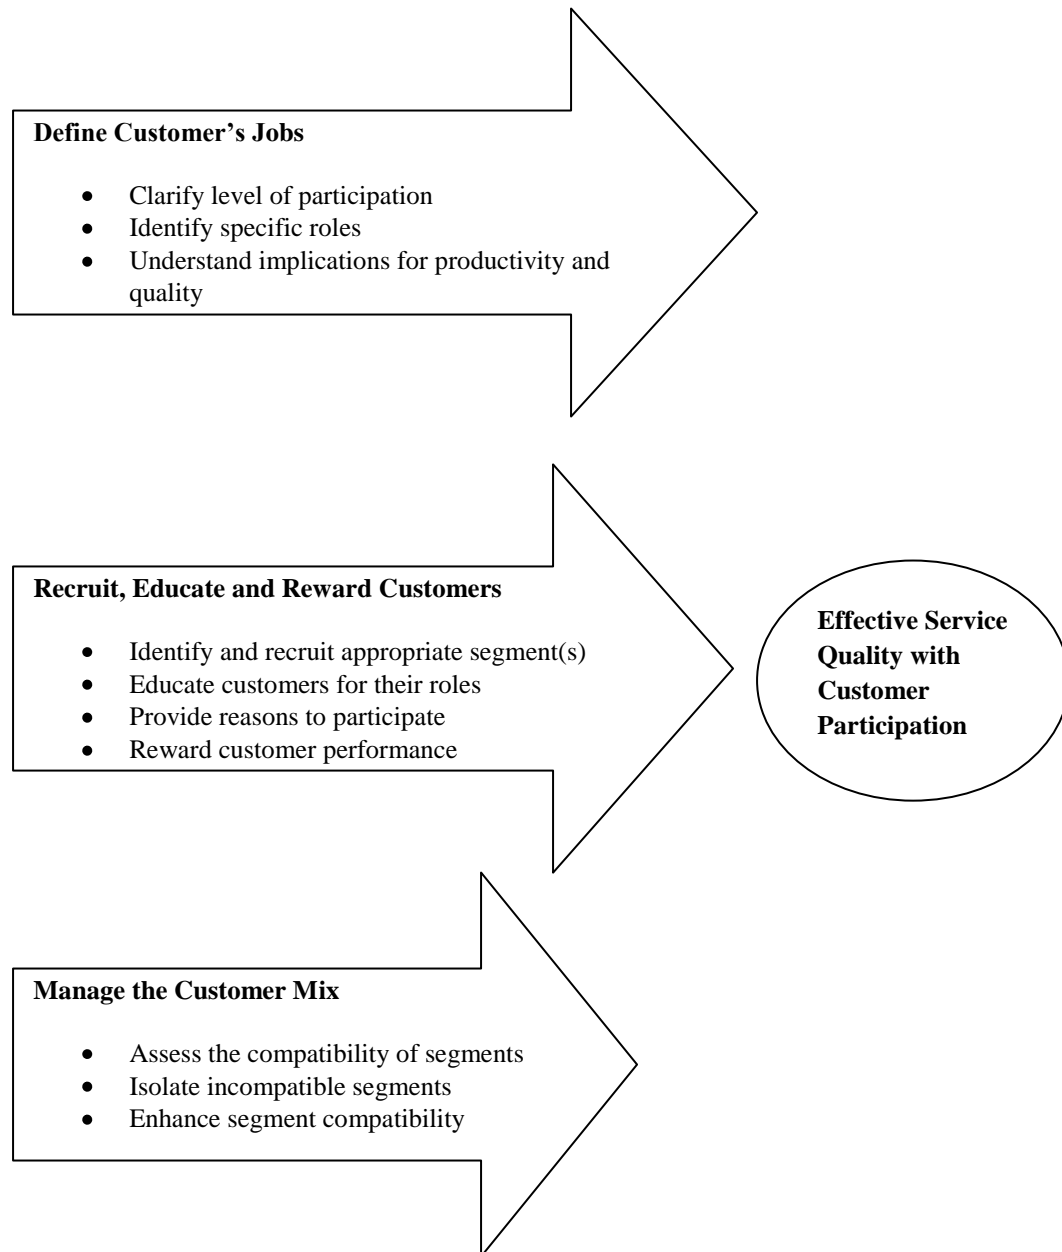 Define Customer’s Jobs
• Clarify level of participation
• Identify specific roles
• Understand implications for productivity and
quality
Recruit, Educate and Reward Customers
• Identify and recruit appropriate segment(s)
• Educate customers for their roles
• Provide reasons to participate
• Reward customer performance
Effective Service
Quality with
Customer
Participation
Manage the Customer Mix
• Assess the compatibility of segments
• Isolate incompatible segments
• Enhance segment compatibility